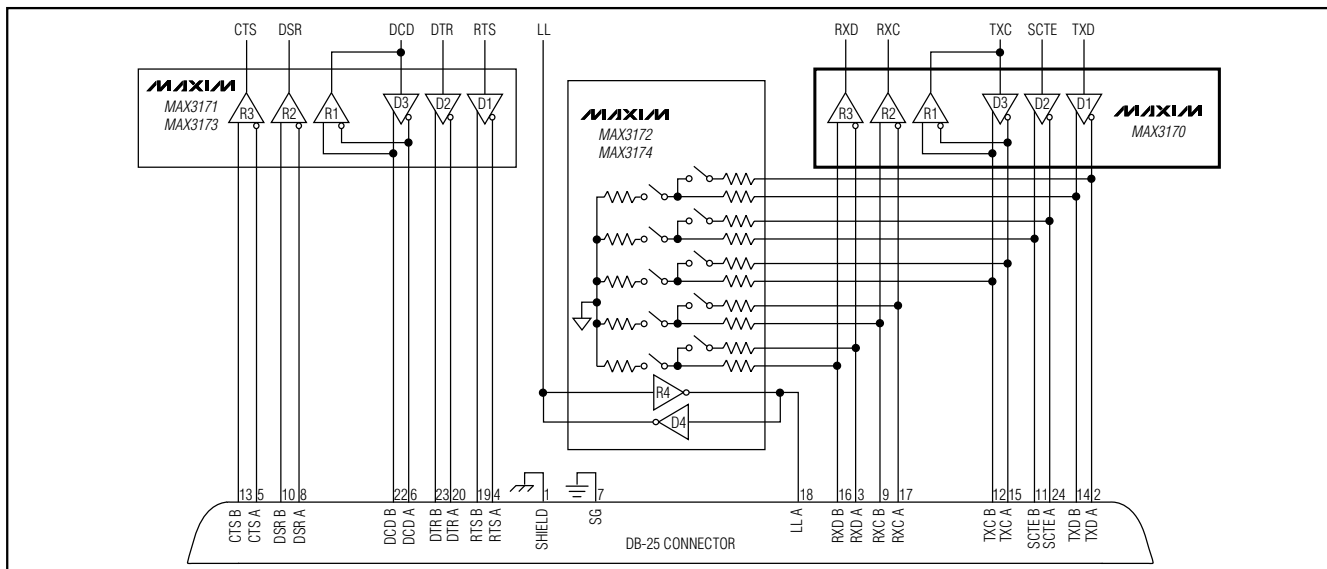 CTS DSR DCD DTR RTS LL RXD RXC TXC SCTE TXD
MAXIM
MAX3171
MAX3173
R3 R2 R1 D3 D2 D1
MAXIM
MAX3172
MAX3174
R3 R2 R1 D3 D2 D1
MAXIM
MAX3170
R4
D4
13 5 10 8 22 6 23 20 19 4 1 7 18 16 3 9 17 12 15 11 24 14 2
CTS B
CTS A
DSR B
DSR A
DCD B
DCD A
DTR B
DTR A
RTS B
RTS A
SHIELD
SG
LL A
RXD B
RXD A
RXC B
RXC A
TXC B
TXC A
SCTE B
SCTE A
TXD B
TXD A
DB-25 CONNECTOR